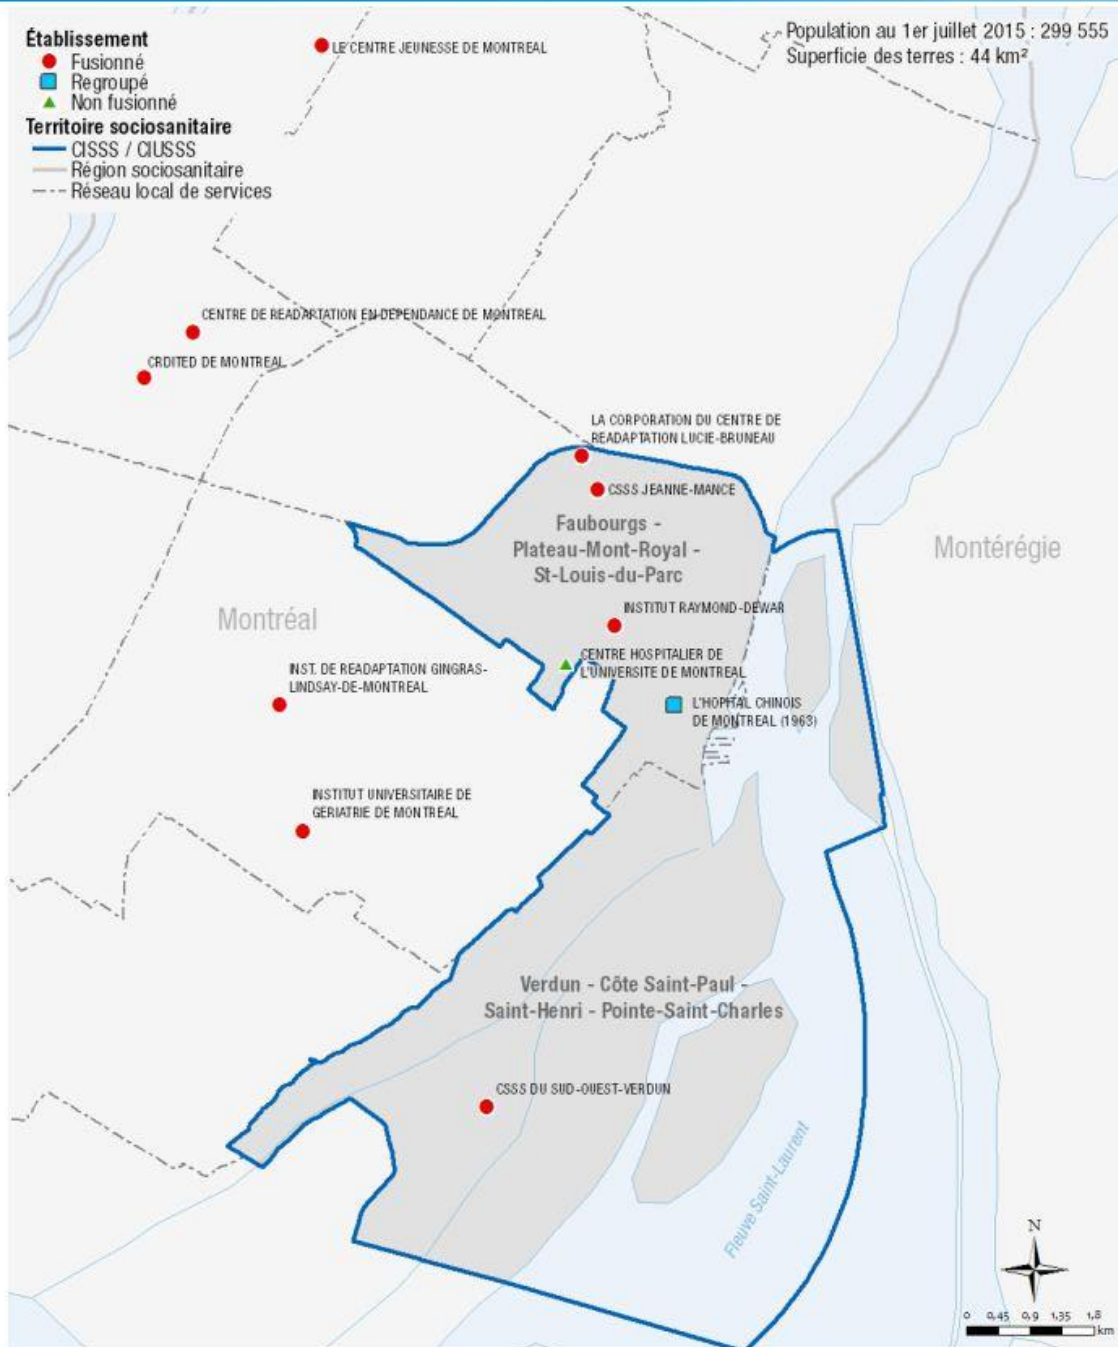 Établissement
Fusionné
Regroupé
Non fusionné
Territoire sociosanitaire
CISSS / CIUSSS
Région sociosanitaire
Réseau local de services
Population au 1er juillet 2015 : 299 555
Superficie des terres : 44 km²
LE CENTRE JEUNESSE DE MONTREAL
CENTRE DE READAPTATION EN DEPENDANCE DE MONTREAL
CRDITED DE MONTREAL
LA CORPORATION DU CENTRE DE
READAPTATION LUCIE-BRUNEAU
CSSS JEANNE-MANCE
Faubourgs -
Plateau-Mont-Royal -
St-Louis-du-Parc
Montérégie
Montréal
INSTITUT RAYMOND-DEWAR
CENTRE HOSPITALIER DE
L'UNIVERSITE DE MONTREAL
INST. DE READAPTATION GINGRAS-
LINDSAY-DE-MONTREAL
L'HOPITAL CHINOIS
DE MONTREAL (1963)
INSTITUT UNIVERSITAIRE DE
GERIATRIE DE MONTREAL
Verdun - Côte Saint-Paul -
Saint-Henri - Pointe-Saint-Charles
CSSS DU SUD-OUEST-VERDUN
Fleuve Saint-Laurent
N
0 0,45 0,9 1,35 1,8
km